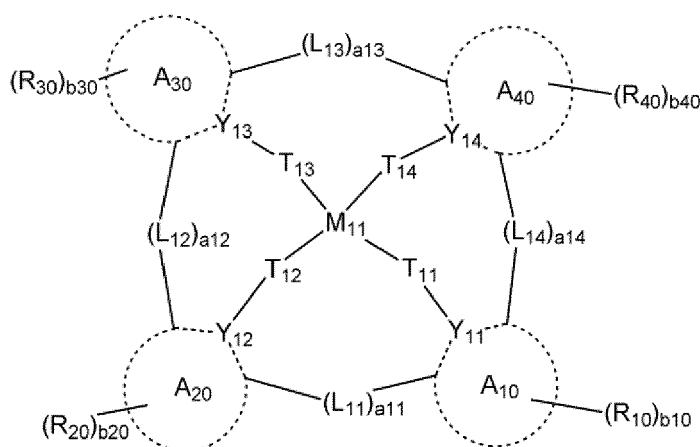 (L₁₃)ₐ₁₃
(R₃₀)b₃₀ A₃₀ A₄₀ (R₄₀)b₄₀
Y₁₃ Y₁₄
T₁₃ T₁₄
M₁₁
(L₁₂)ₐ₁₂ (L₁₄)ₐ₁₄
T₁₂ T₁₁
Y₁₂ Y₁₁
A₂₀ A₁₀
(L₁₁)ₐ₁₁
(R₂₀)b₂₀ (R₁₀)b₁₀